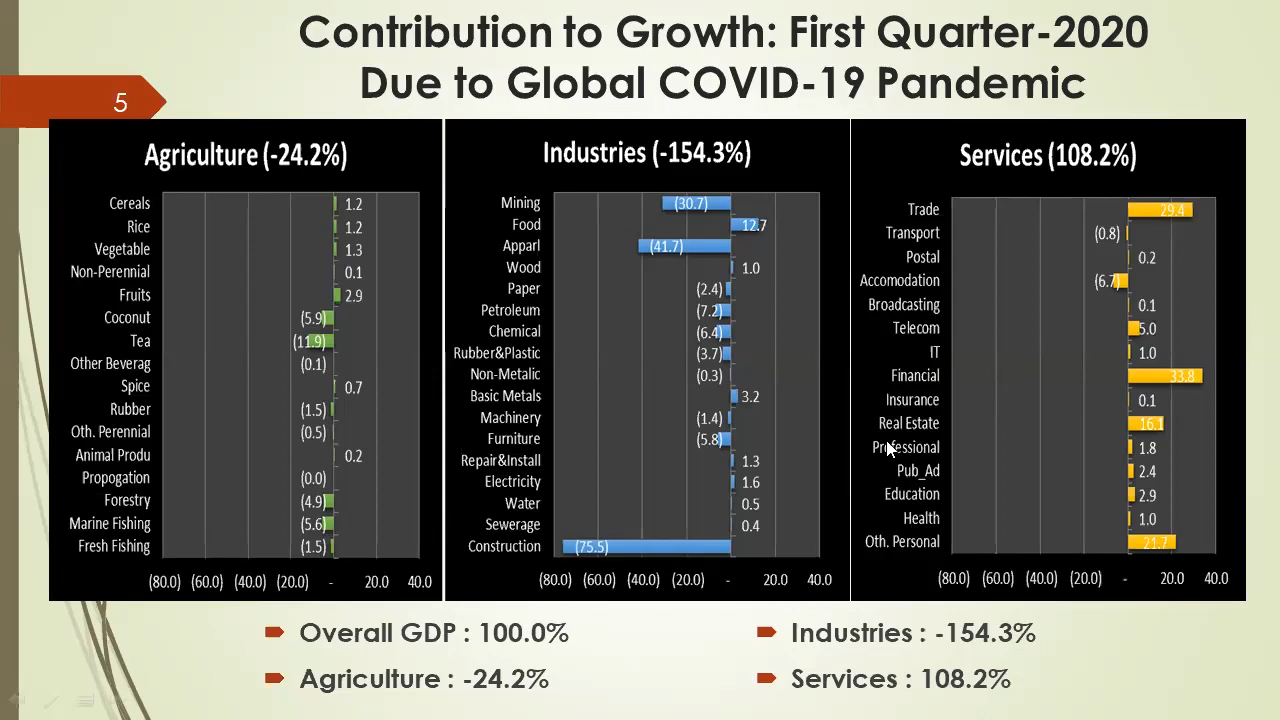 Contribution to Growth: First Quarter-2020
Due to Global COVID-19 Pandemic
5
Agriculture (-24.2%)
Cereals 1.2
Rice 1.2
Vegetable 1.3
Non-Perennial 0.1
Fruits 2.9
Coconut (5.9)
Tea (11.9)
Other Beverag (0.1)
Spice 0.7
Rubber (1.5)
Oth. Perennial (0.5)
Animal Produ 0.2
Propogation (0.0)
Forestry (4.9)
Marine Fishing (5.6)
Fresh Fishing (1.5)
(80.0) (60.0) (40.0) (20.0) - 20.0 40.0
Industries (-154.3%)
Mining (30.7)
Food 12.7
Apparl (41.7)
Wood 1.0
Paper (2.4)
Petroleum (7.2)
Chemical (6.4)
Rubber&Plastic (3.7)
Non-Metalic (0.3)
Basic Metals 3.2
Machinery (1.4)
Furniture (5.8)
Repair&Install 1.3
Electricity 1.6
Water 0.5
Sewerage 0.4
Construction (75.5)
(80.0) (60.0) (40.0) (20.0) - 20.0 40.0
Services (108.2%)
Trade 29.4
Transport (0.8)
Postal 0.2
Accomodation (6.7)
Broadcasting 0.1
Telecom 5.0
IT 1.0
Financial 33.8
Insurance 0.1
Real Estate 16.1
Professional 1.8
Pub_Ad 2.4
Education 2.9
Health 1.0
Oth. Personal 21.7
(80.0) (60.0) (40.0) (20.0) - 20.0 40.0
Overall GDP : 100.0%
Agriculture : -24.2%
Industries : -154.3%
Services : 108.2%